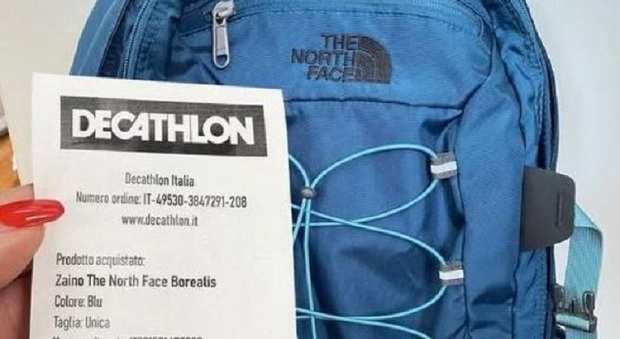 THE
NORTH
FACE
DECATHLON
Decathlon Italia
Numero ordine: IT-49530-3847291-208
www.decathlon.it
Prodotto acquistato:
Zaino The North Face Borealis
Colore: Blu
Taglia: Unica